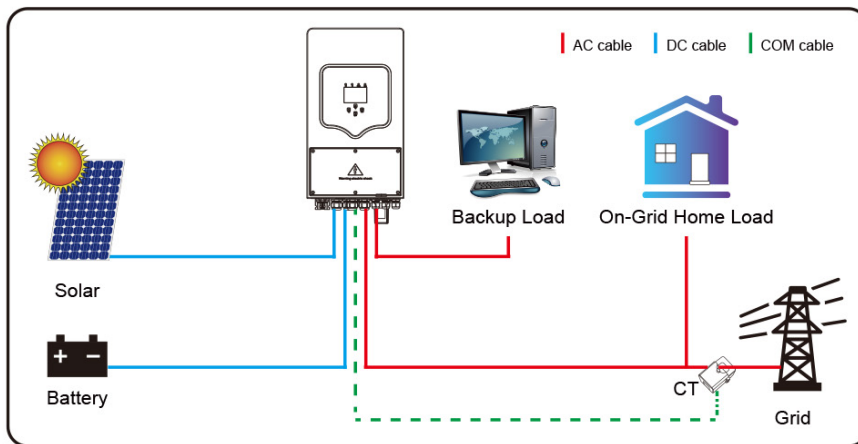 AC cable
DC cable
COM cable
Backup Load
On-Grid Home Load
Solar
Battery
CT
Grid